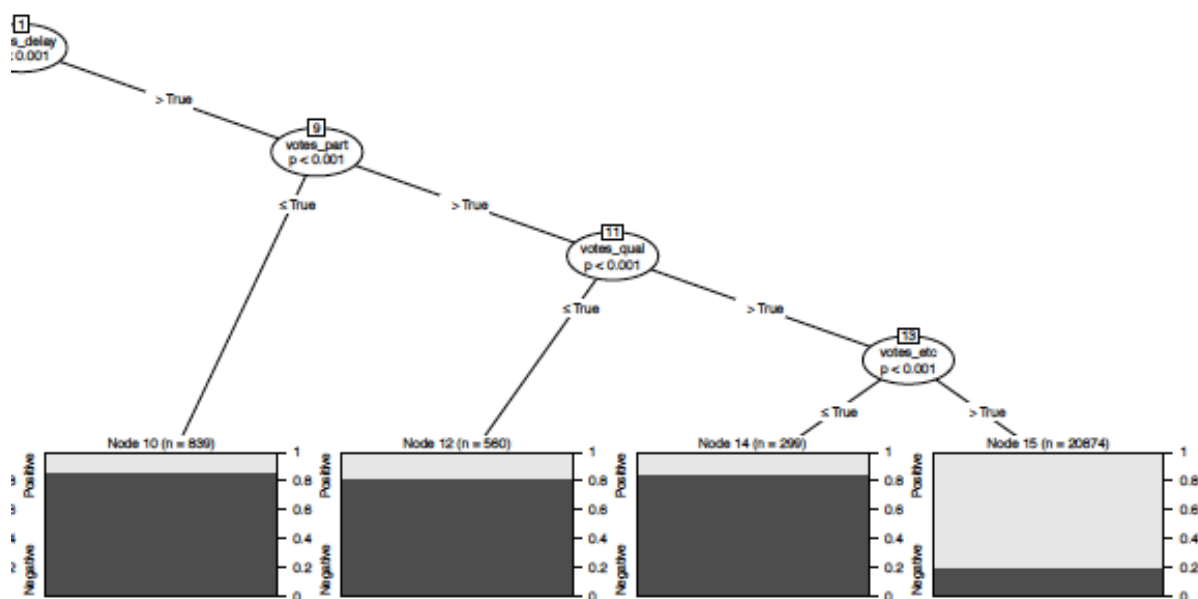 1
s_delay
< 0.001
> True
9
votes_part
p < 0.001
≤ True
> True
11
votes_qual
p < 0.001
≤ True
> True
13
votes_etc
p < 0.001
≤ True
> True
Node 10 (n = 839)
Node 12 (n = 560)
Node 14 (n = 299)
Node 15 (n = 20874)
Negative
Positive
0
0.2
0.4
0.6
0.8
1
Negative
Positive
0
0.2
0.4
0.6
0.8
1
Negative
Positive
0
0.2
0.4
0.6
0.8
1
Negative
Positive
0
0.2
0.4
0.6
0.8
1